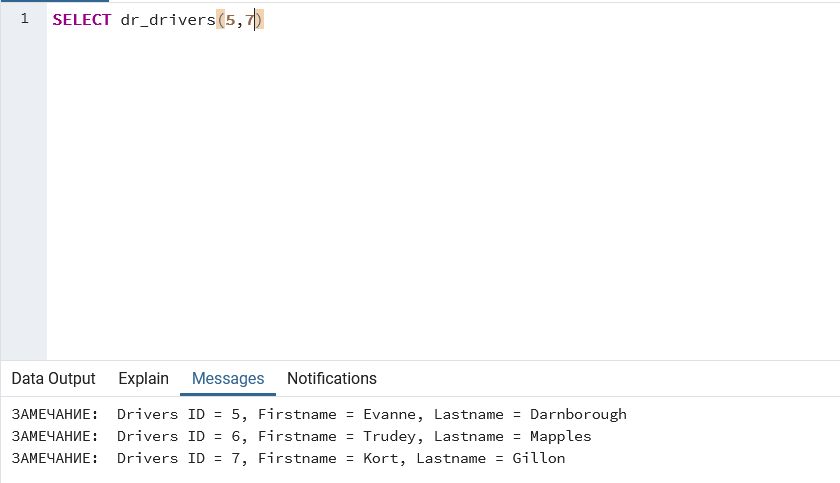 1 SELECT dr_drivers(5,7)
Data Output Explain Messages Notifications
ЗАМЕЧАНИЕ: Drivers ID = 5, Firstname = Evanne, Lastname = Darnborough
ЗАМЕЧАНИЕ: Drivers ID = 6, Firstname = Trudey, Lastname = Mapples
ЗАМЕЧАНИЕ: Drivers ID = 7, Firstname = Kort, Lastname = Gillon